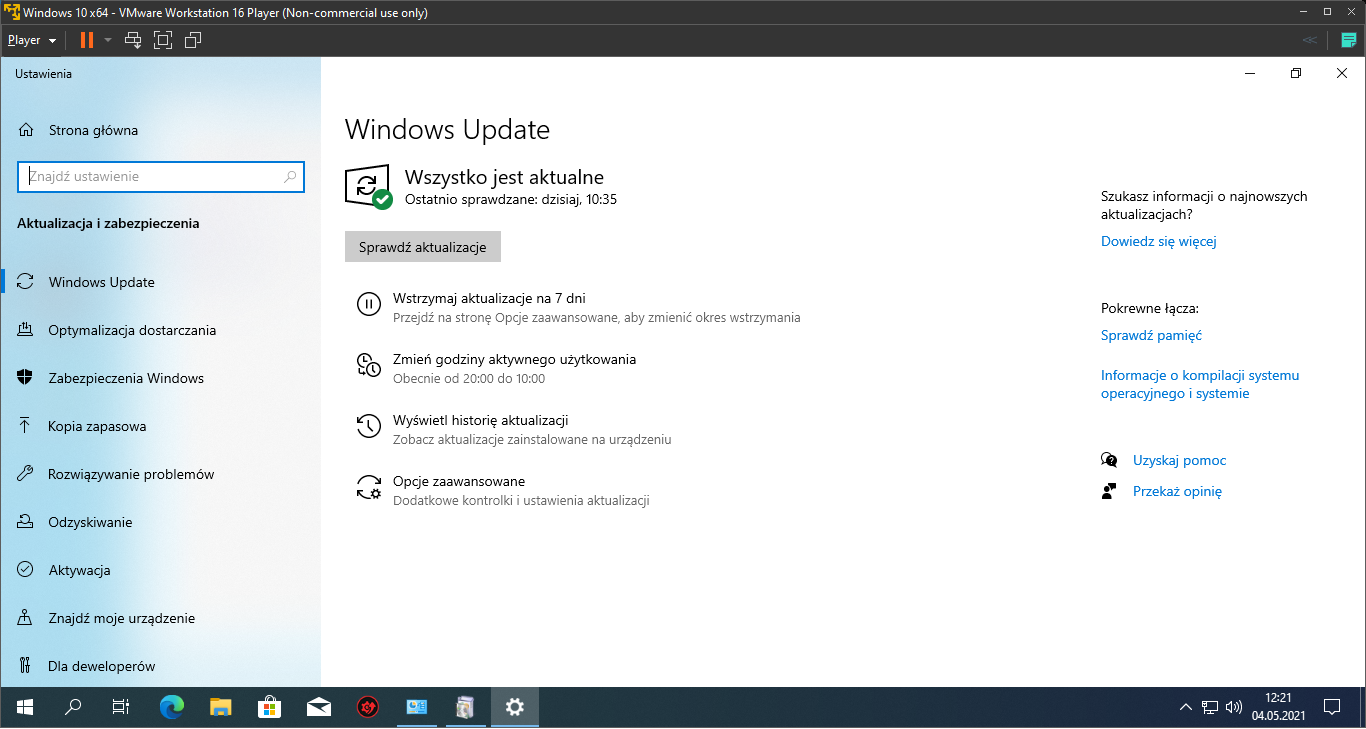 Windows 10 x64 - VMware Workstation 16 Player (Non-commercial use only)
Player
Ustawienia
Strona główna
Znajdź ustawienie
Aktualizacja i zabezpieczenia
Windows Update
Optymalizacja dostarczania
Zabezpieczenia Windows
Kopia zapasowa
Rozwiązywanie problemów
Odzyskiwanie
Aktywacja
Znajdź moje urządzenie
Dla deweloperów
Windows Update
Wszystko jest aktualne
Ostatnio sprawdzane: dzisiaj, 10:35
Sprawdź aktualizacje
Wstrzymaj aktualizacje na 7 dni
Przejdź na stronę Opcje zaawansowane, aby zmienić okres wstrzymania
Zmień godziny aktywnego użytkowania
Obecnie od 20:00 do 10:00
Wyświetl historię aktualizacji
Zobacz aktualizacje zainstalowane na urządzeniu
Opcje zaawansowane
Dodatkowe kontrolki i ustawienia aktualizacji
Szukasz informacji o najnowszych
aktualizacjach?
Dowiedz się więcej
Pokrewne łącza:
Sprawdź pamięć
Informacje o kompilacji systemu
operacyjnego i systemie
Uzyskaj pomoc
Przekaż opinię
12:21
04.05.2021